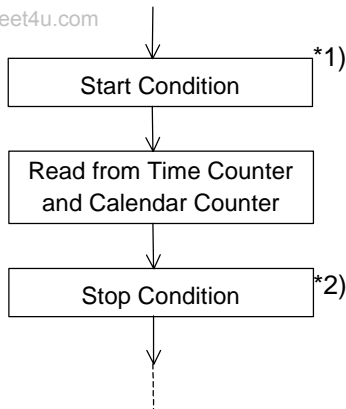 eet4u.com
*1)
Start Condition
Read from Time Counter
and Calendar Counter
*2)
Stop Condition